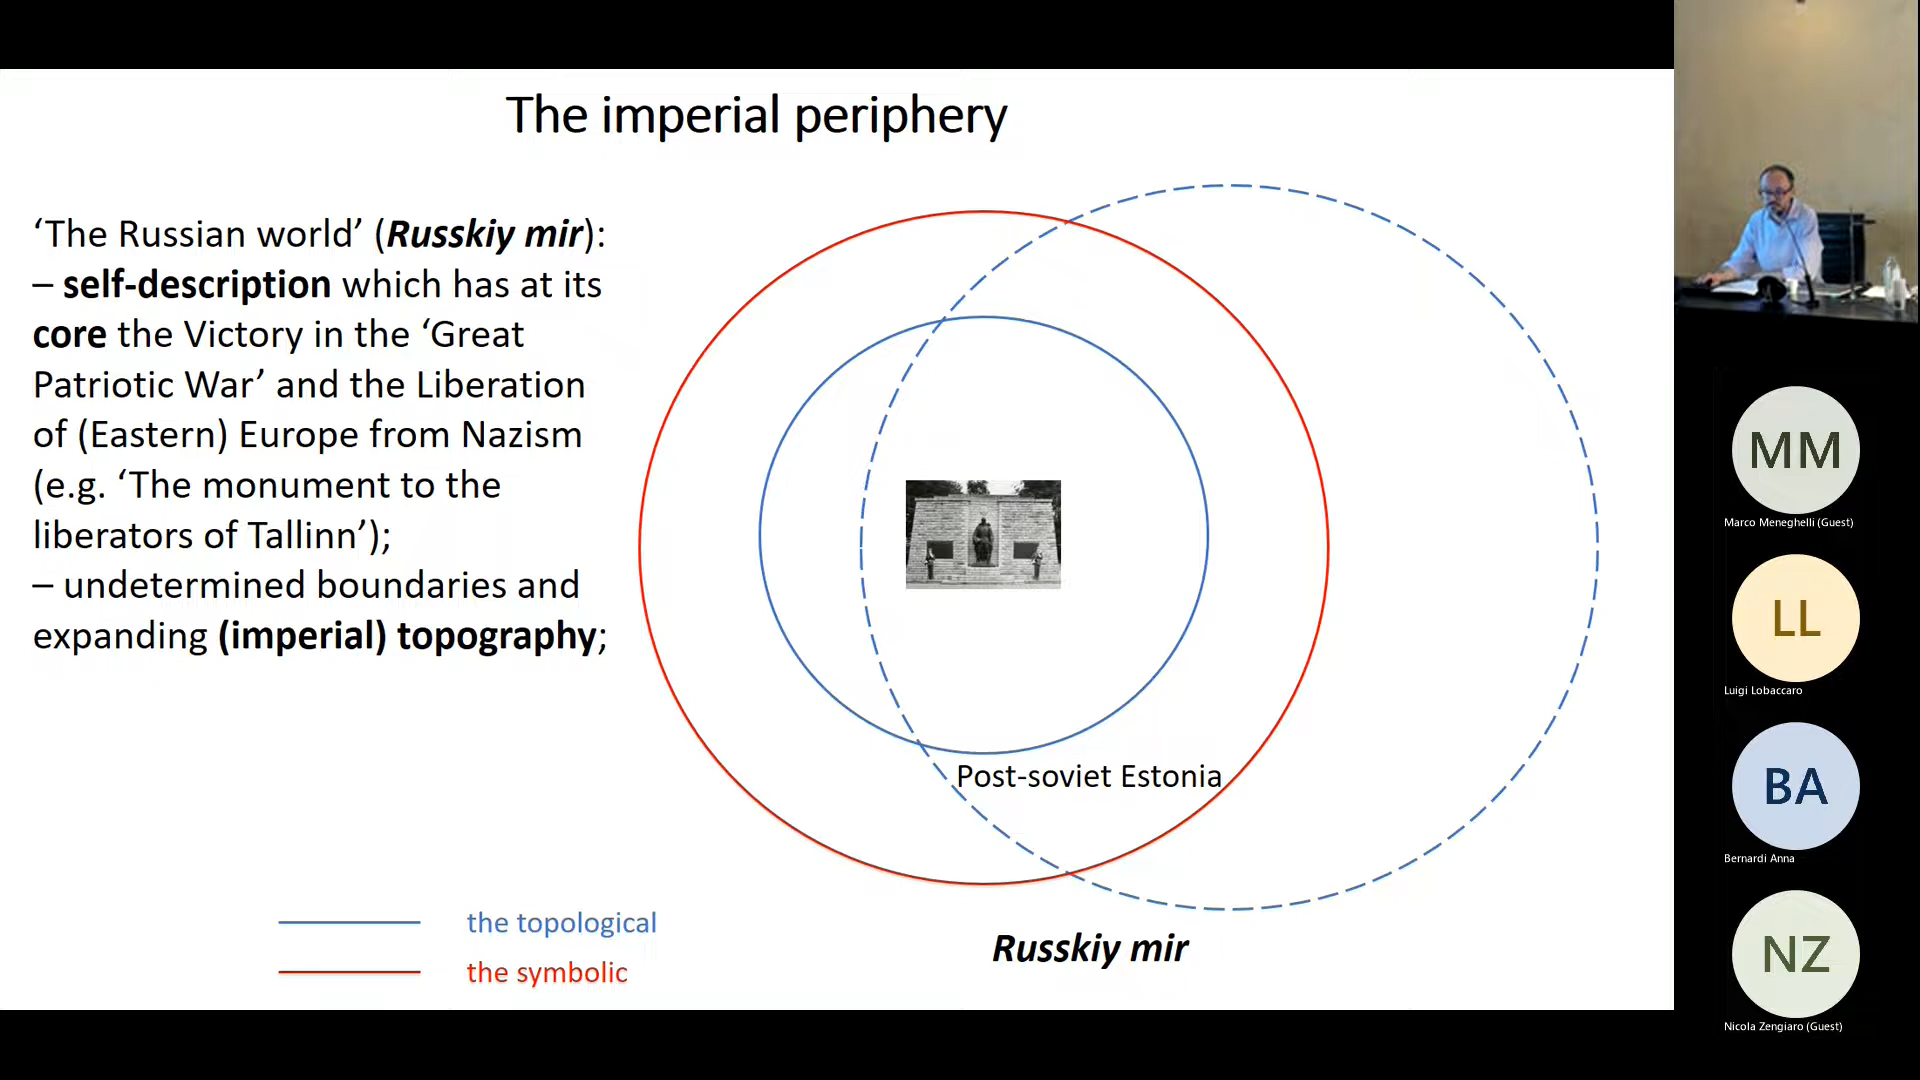 The imperial periphery
‘The Russian world’ (Russkiy mir):
– self-description which has at its
core the Victory in the ‘Great
Patriotic War’ and the Liberation
of (Eastern) Europe from Nazism
(e.g. ‘The monument to the
liberators of Tallinn’);
– undetermined boundaries and
expanding (imperial) topography;
Post-soviet Estonia
Russkiy mir
the topological
the symbolic
MM
Marco Meneghelli (Guest)
LL
Luigi Lobaccaro
BA
Bernardi Anna
NZ
Nicola Zengiaro (Guest)